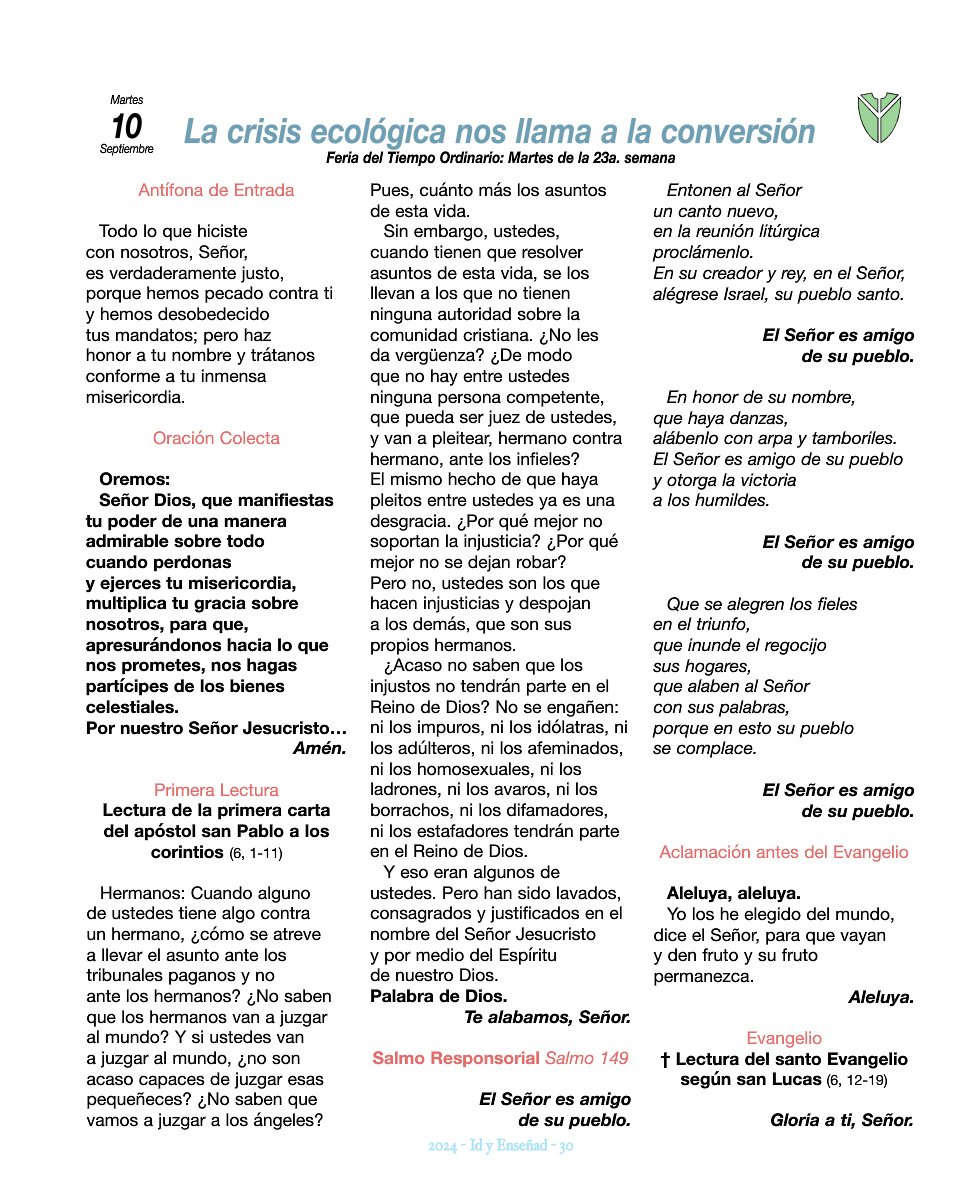 Martes
10
Septiembre
La crisis ecológica nos llama a la conversión
Feria del Tiempo Ordinario: Martes de la 23a. semana
Antífona de Entrada
Todo lo que hiciste
con nosotros, Señor,
es verdaderamente justo,
porque hemos pecado contra ti
y hemos desobedecido
tus mandatos; pero haz
honor a tu nombre y trátanos
conforme a tu inmensa
misericordia.
Oración Colecta
Oremos:
Señor Dios, que manifiestas
tu poder de una manera
admirable sobre todo
cuando perdonas
y ejerces tu misericordia,
multiplica tu gracia sobre
nosotros, para que,
apresurándonos hacia lo que
nos prometes, nos hagas
partícipes de los bienes
celestiales.
Por nuestro Señor Jesucristo…
Amén.
Primera Lectura
Lectura de la primera carta
del apóstol san Pablo a los
corintios (6, 1-11)
Hermanos: Cuando alguno
de ustedes tiene algo contra
un hermano, ¿cómo se atreve
a llevar el asunto ante los
tribunales paganos y no
ante los hermanos? ¿No saben
que los hermanos van a juzgar
al mundo? Y si ustedes van
a juzgar al mundo, ¿no son
acaso capaces de juzgar esas
pequeñeces? ¿No saben que
vamos a juzgar a los ángeles?
Pues, cuánto más los asuntos
de esta vida.
Sin embargo, ustedes,
cuando tienen que resolver
asuntos de esta vida, se los
llevan a los que no tienen
ninguna autoridad sobre la
comunidad cristiana. ¿No les
da vergüenza? ¿De modo
que no hay entre ustedes
ninguna persona competente,
que pueda ser juez de ustedes,
y van a pleitear, hermano contra
hermano, ante los infieles?
El mismo hecho de que haya
pleitos entre ustedes ya es una
desgracia. ¿Por qué mejor no
soportan la injusticia? ¿Por qué
mejor no se dejan robar?
Pero no, ustedes son los que
hacen injusticias y despojan
a los demás, que son sus
propios hermanos.
¿Acaso no saben que los
injustos no tendrán parte en el
Reino de Dios? No se engañen:
ni los impuros, ni los idólatras, ni
los adúlteros, ni los afeminados,
ni los homosexuales, ni los
ladrones, ni los avaros, ni los
borrachos, ni los difamadores,
ni los estafadores tendrán parte
en el Reino de Dios.
Y eso eran algunos de
ustedes. Pero han sido lavados,
consagrados y justificados en el
nombre del Señor Jesucristo
y por medio del Espíritu
de nuestro Dios.
Palabra de Dios.
Te alabamos, Señor.
Salmo Responsorial Salmo 149
El Señor es amigo
de su pueblo.
Entonen al Señor
un canto nuevo,
en la reunión litúrgica
proclámenlo.
En su creador y rey, en el Señor,
alégrese Israel, su pueblo santo.
El Señor es amigo
de su pueblo.
En honor de su nombre,
que haya danzas,
alábenlo con arpa y tamboriles.
El Señor es amigo de su pueblo
y otorga la victoria
a los humildes.
El Señor es amigo
de su pueblo.
Que se alegren los fieles
en el triunfo,
que inunde el regocijo
sus hogares,
que alaben al Señor
con sus palabras,
porque en esto su pueblo
se complace.
El Señor es amigo
de su pueblo.
Aclamación antes del Evangelio
Aleluya, aleluya.
Yo los he elegido del mundo,
dice el Señor, para que vayan
y den fruto y su fruto
permanezca.
Aleluya.
Evangelio
† Lectura del santo Evangelio
según san Lucas (6, 12-19)
Gloria a ti, Señor.
2024 - Id y Enseñad - 30